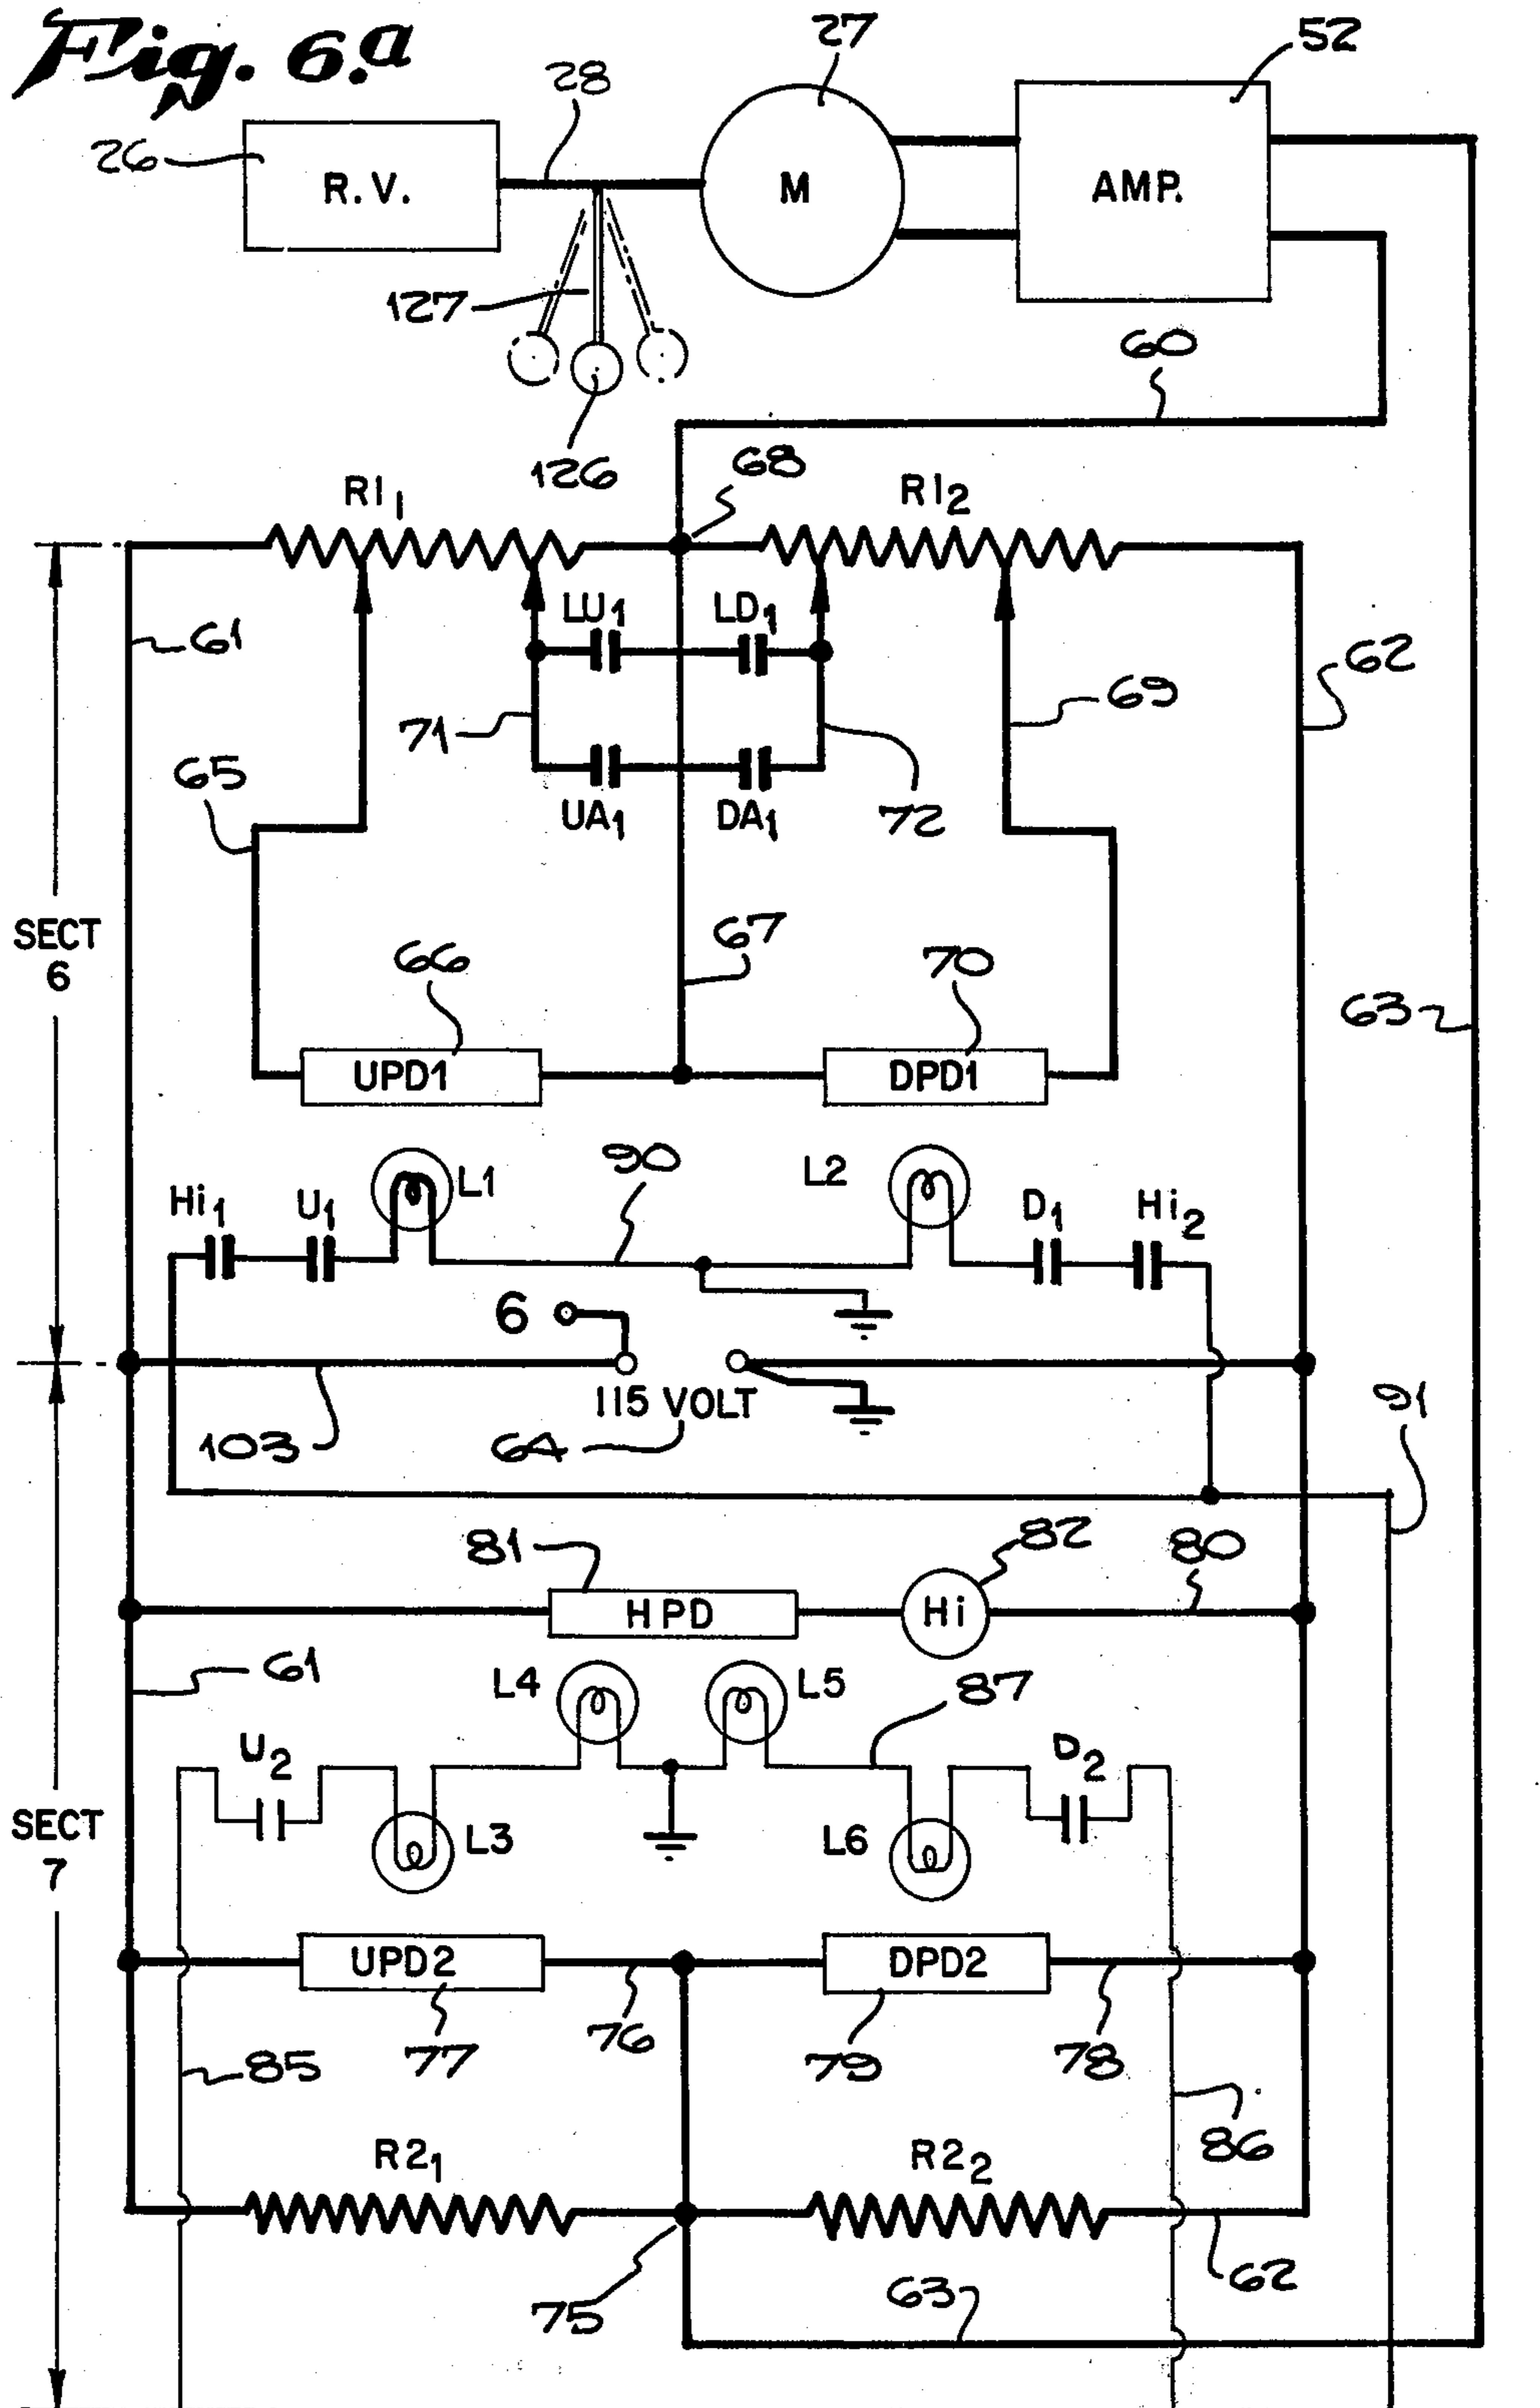 Fig. 6.a
27
52
28
26
R.V.
M
AMP.
127
60
126
68
R1₁
R1₂
LU₁
LD₁
61
62
69
71
65
72
UA₁
DA₁
SECT
6
67
66
70
63
UPD1
DPD1
90
L1
L2
Hi₁
U₁
D₁
Hi₂
6
115 VOLT
91
103
64
81
82
80
HPD
Hi
61
L4
L5
87
U₂
D₂
L3
L6
SECT
7
UPD2
DPD2
76
78
77
79
85
86
R2₁
R2₂
62
63
75